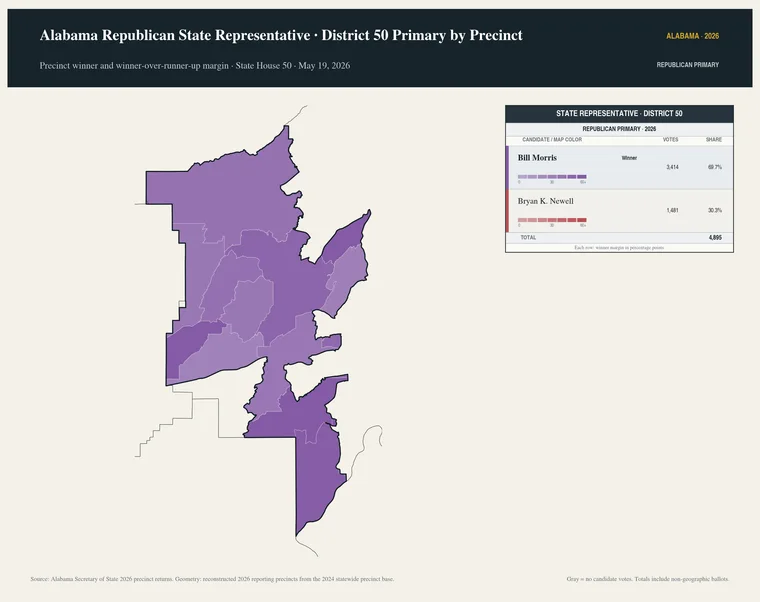 Alabama Republican State Representative · District 50 Primary by Precinct
ALABAMA · 2026
Precinct winner and winner-over-runner-up margin · State House 50 · May 19, 2026
REPUBLICAN PRIMARY
STATE REPRESENTATIVE · DISTRICT 50
REPUBLICAN PRIMARY · 2026
CANDIDATE / MAP COLOR VOTES SHARE
Bill Morris Winner 3,414 69.7%
Bryan K. Newell 1,481 30.3%
TOTAL 4,895
Each row: winner margin in percentage points
Source: Alabama Secretary of State 2026 precinct returns. Geometry: reconstructed 2026 reporting precincts from the 2024 statewide precinct base.
Gray = no candidate votes. Totals include non-geographic ballots.